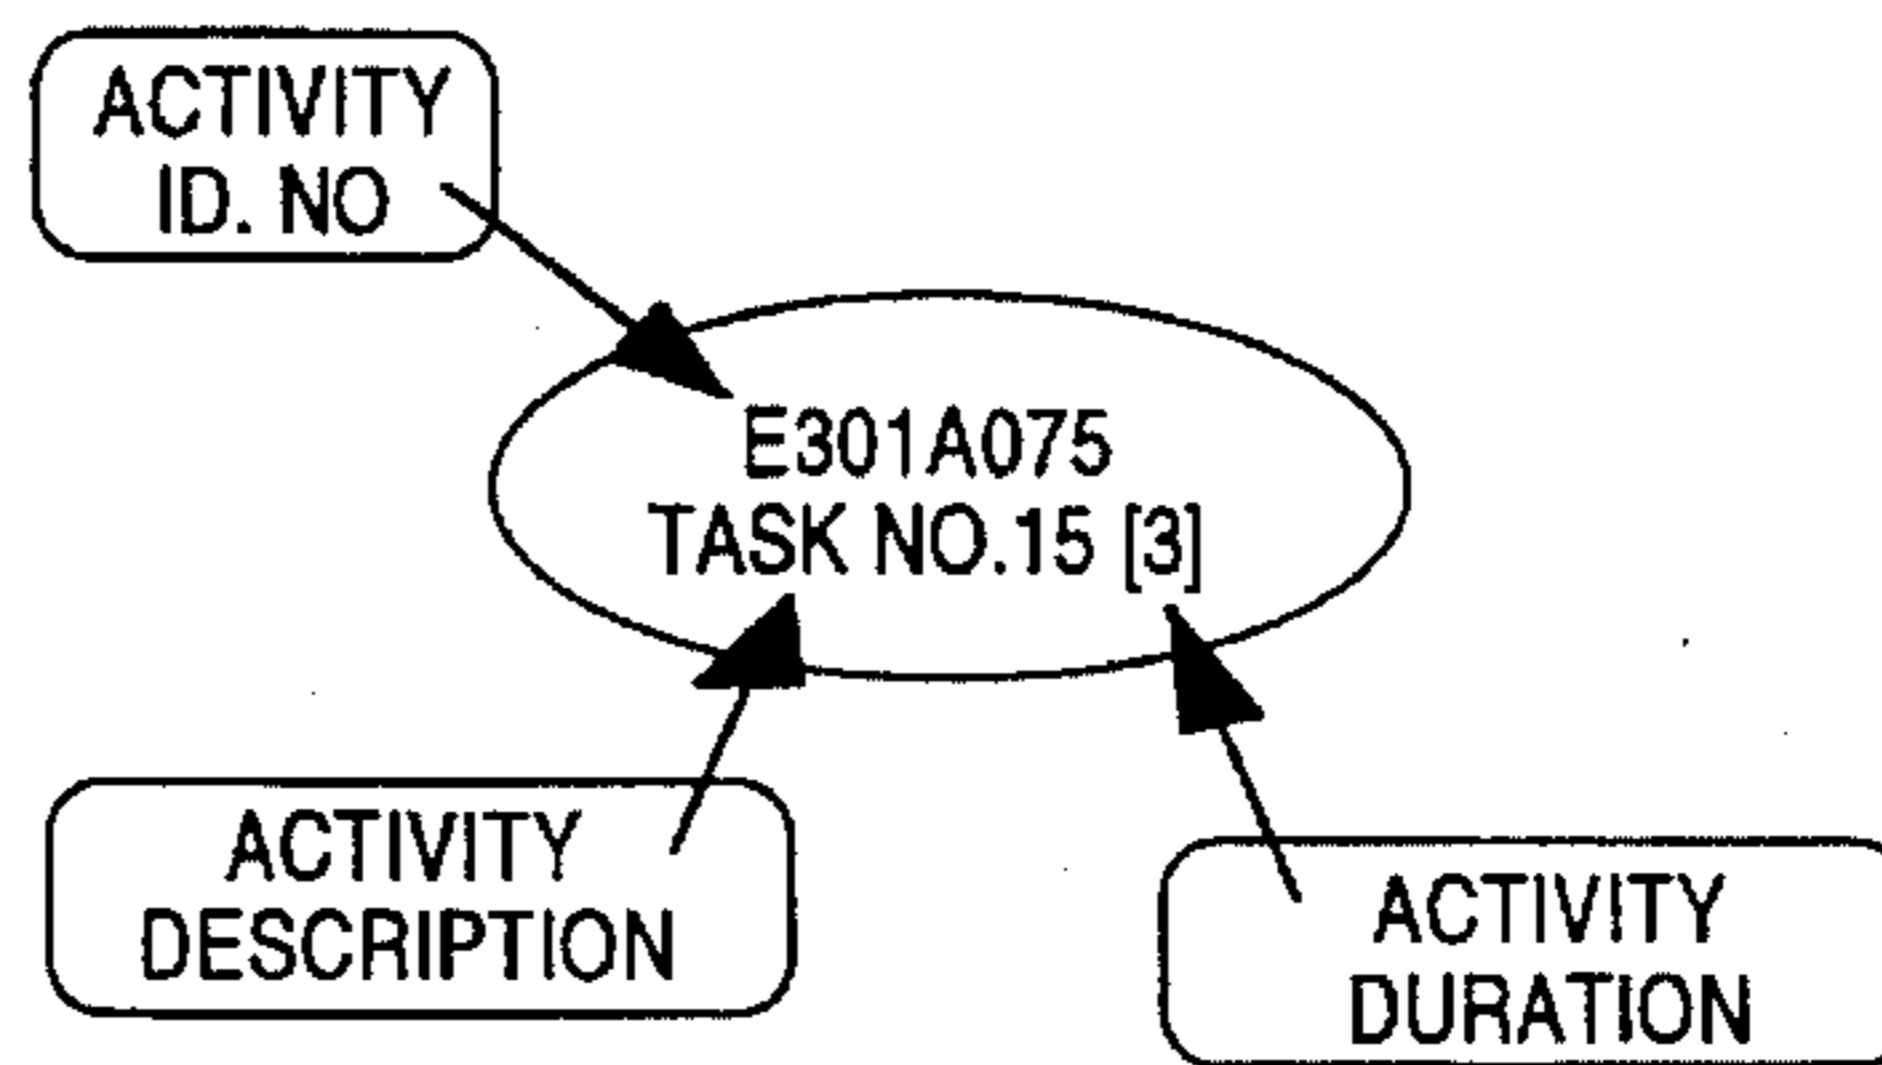 ACTIVITY
ID. NO
E301A075
TASK NO.15 [3]
ACTIVITY
DESCRIPTION
ACTIVITY
DURATION